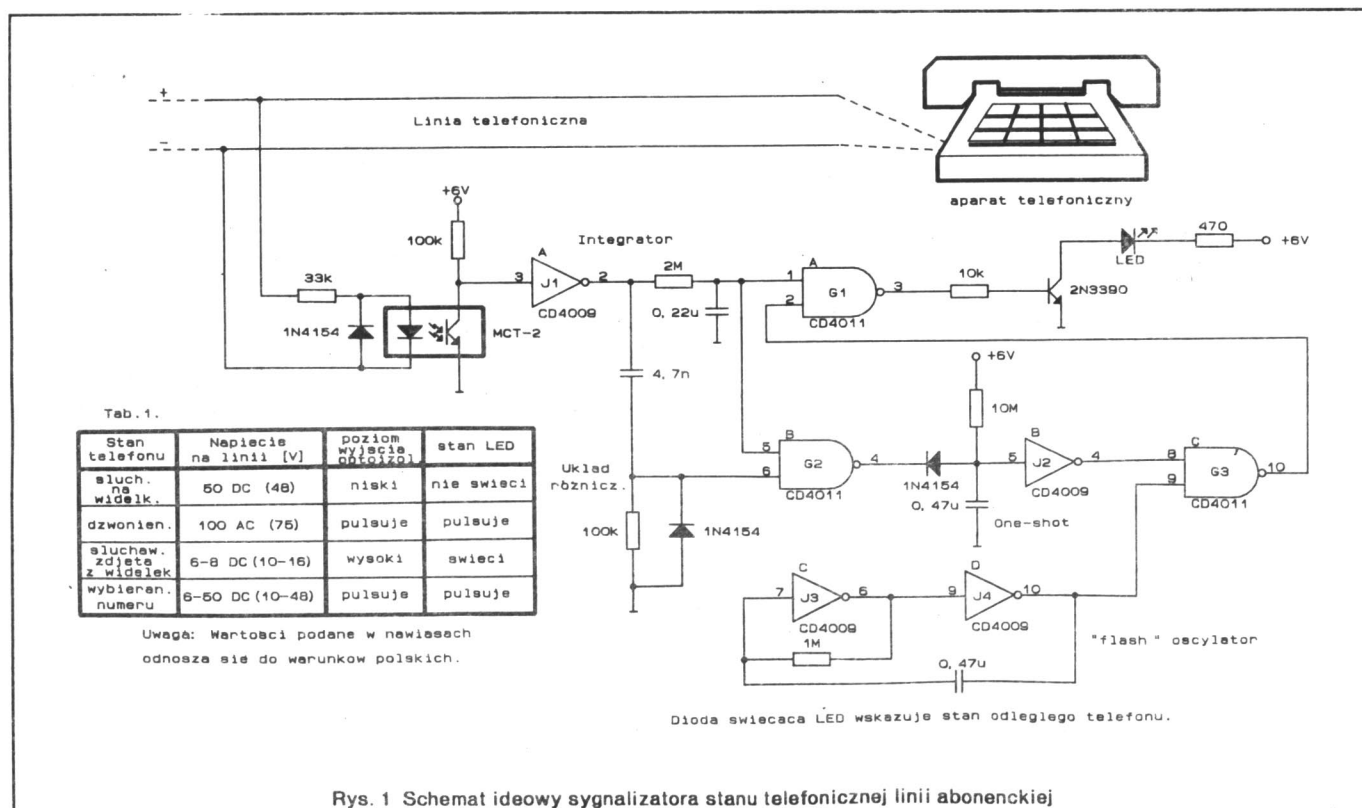 +
Linia telefoniczna
−
aparat telefoniczny
+6V
100k
Integrator
470
+6V
LED
A
3
J1
2
CD4009
2M
0,22u
1
A
2
G1
3
CD4011
10k
2N3390
33k
1N4154
MCT-2
4,7n
+6V
10M
Tab.1.
Stan telefonu
Napiecie na linii [V]
poziom wyjscia optoizol
stan LED
sluch. na widelk.
50 DC (48)
niski
nie swieci
dzwonien.
100 AC (75)
pulsuje
pulsuje
sluchaw. zdjeta z widelek
6-8 DC (10-16)
wysoki
swieci
wybieran. numeru
6-50 DC (10-48)
pulsuje
pulsuje
Uklad róznicz.
100k
1N4154
5
B
6
G2
4
CD4011
1N4154
0,47u
One-shot
B
5
J2
4
CD4009
C
8
9
G3
10
CD4011
C
7
J3
6
CD4009
1M
D
9
J4
10
CD4009
0,47u
"flash" oscylator
Uwaga: Wartosci podane w nawiasach
odnosza sie do warunkow polskich.
Dioda swiecaca LED wskazuje stan odleglego telefonu.
Rys. 1 Schemat ideowy sygnalizatora stanu telefonicznej linii abonenckiej